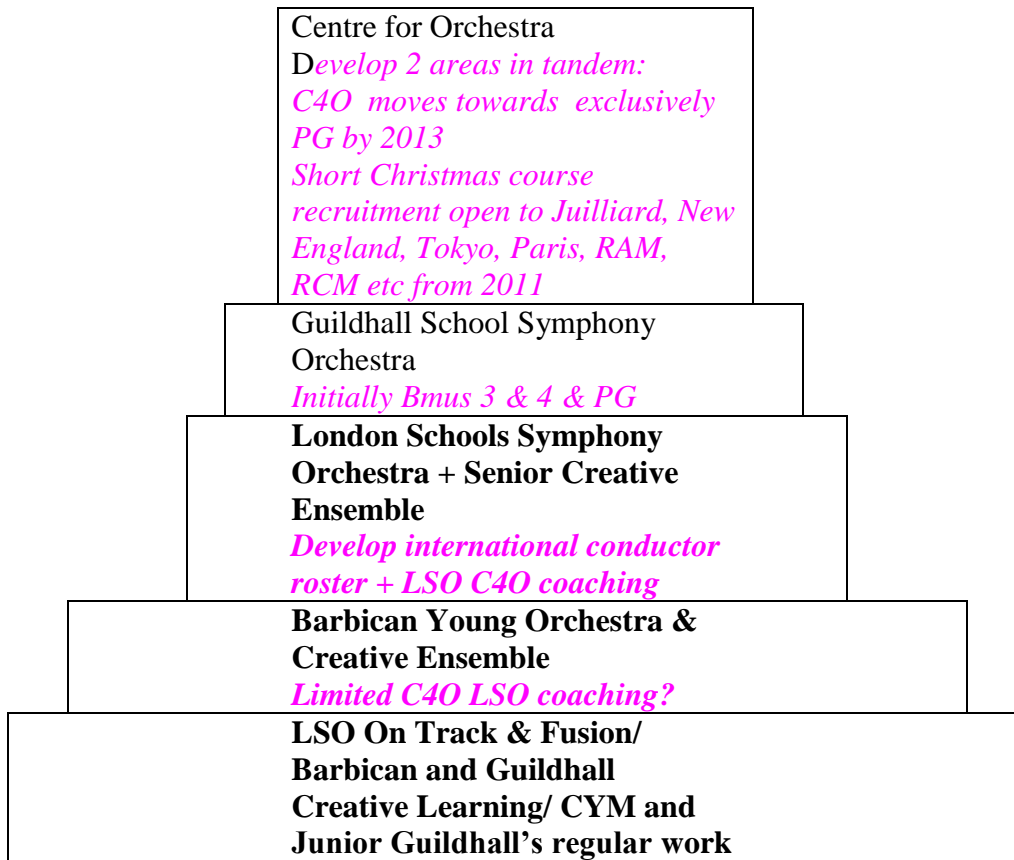 Centre for Orchestra
Develop 2 areas in tandem:
C4O moves towards exclusively
PG by 2013
Short Christmas course
recruitment open to Juilliard, New
England, Tokyo, Paris, RAM,
RCM etc from 2011
Guildhall School Symphony
Orchestra
Initially Bmus 3 & 4 & PG
London Schools Symphony
Orchestra + Senior Creative
Ensemble
Develop international conductor
roster + LSO C4O coaching
Barbican Young Orchestra &
Creative Ensemble
Limited C4O LSO coaching?
LSO On Track & Fusion/
Barbican and Guildhall
Creative Learning/ CYM and
Junior Guildhall’s regular work